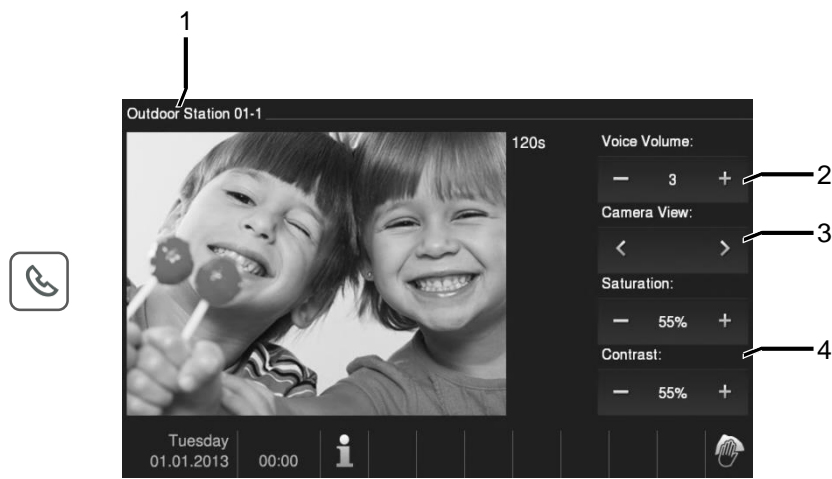 1
Outdoor Station 01-1
120s
Voice Volume:
− 3 +
2
Camera View:
< >
3
Saturation:
− 55% +
Contrast:
4
− 55% +
Tuesday
01.01.2013
00:00
i